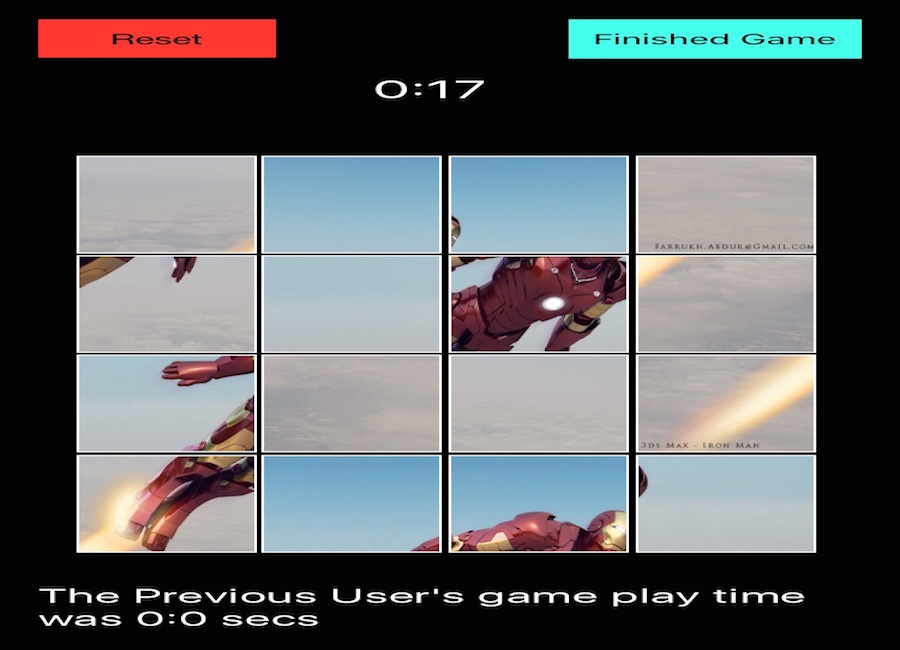 Reset
Finished Game
0:17
FARRUKH.ABDUR@GMAIL.COM
3DS MAX - IRON MAN
The Previous User's game play time
was 0:0 secs